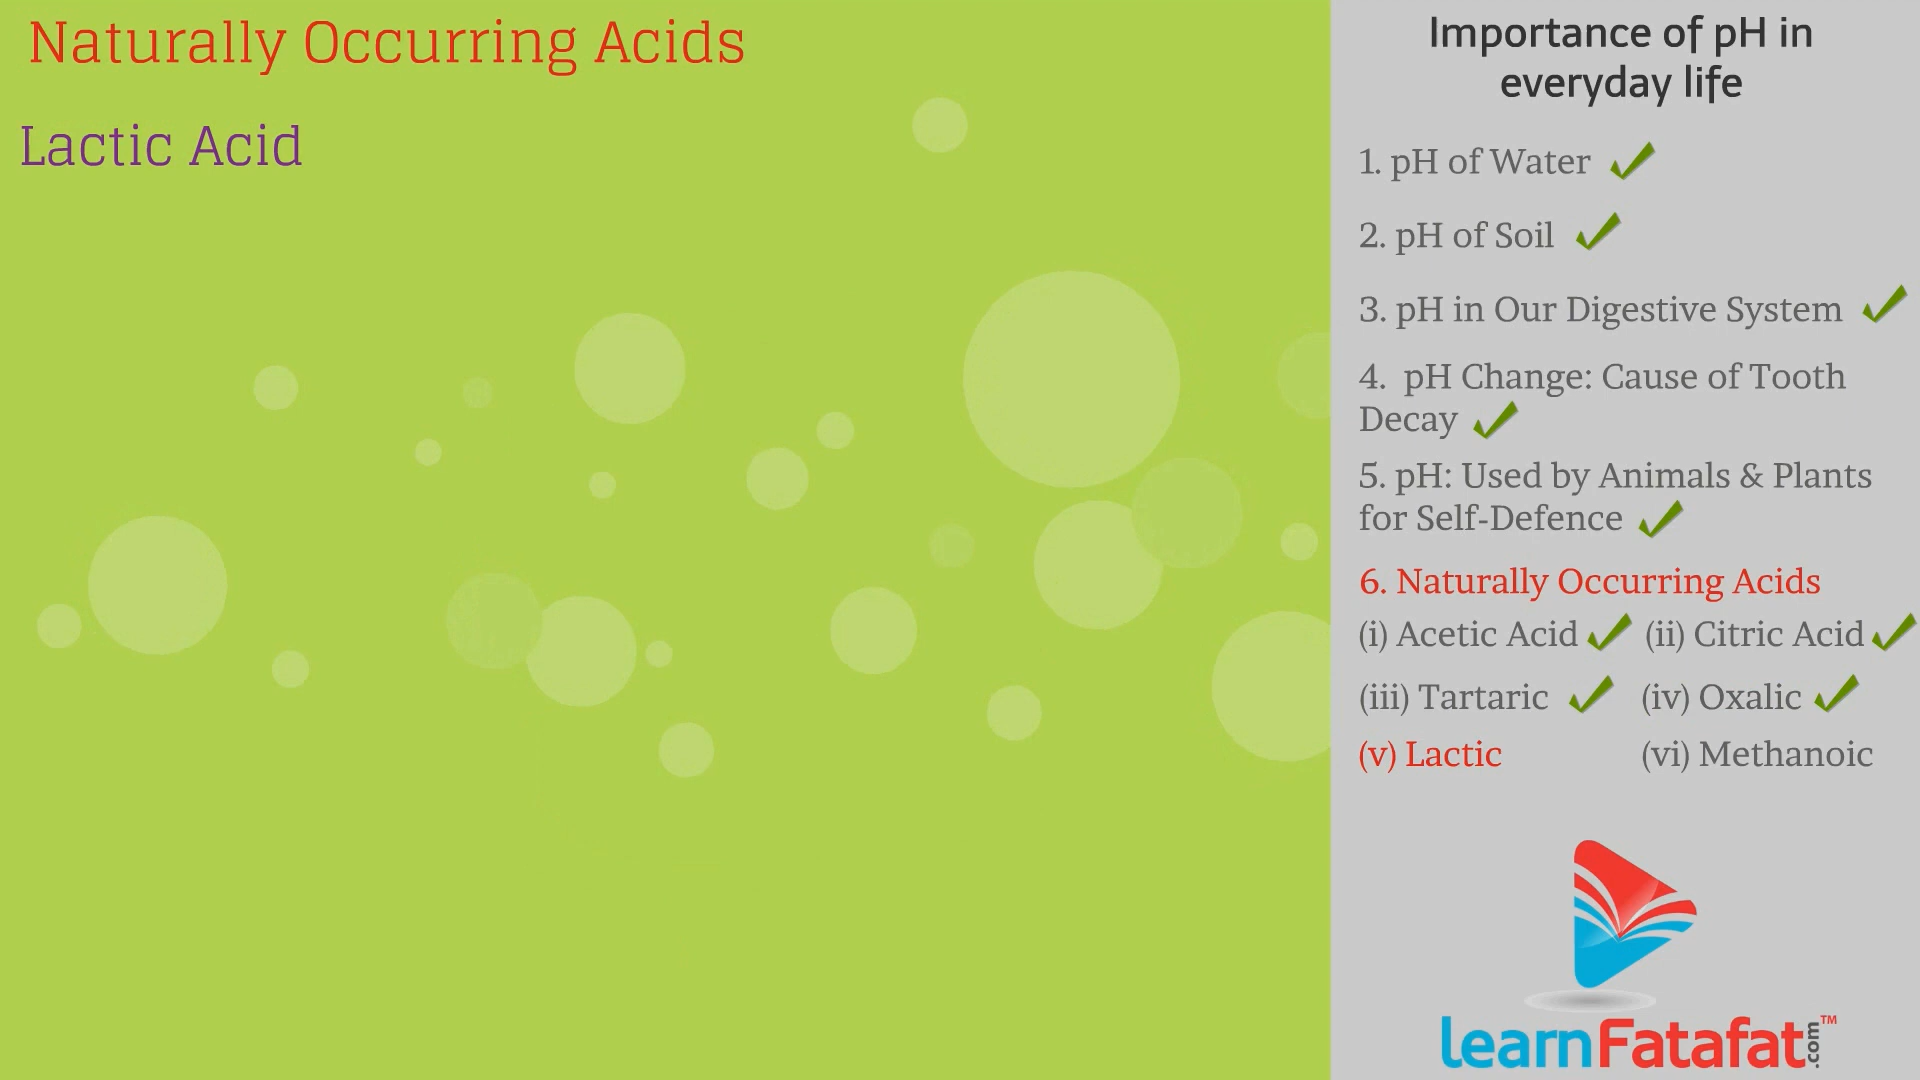 Naturally Occurring Acids
Lactic Acid
Importance of pH in
everyday life
1. pH of Water
2. pH of Soil
3. pH in Our Digestive System
4. pH Change: Cause of Tooth
Decay
5. pH: Used by Animals & Plants
for Self-Defence
6. Naturally Occurring Acids
(i) Acetic Acid (ii) Citric Acid
(iii) Tartaric (iv) Oxalic
(v) Lactic (vi) Methanoic
learnFatafat.com™